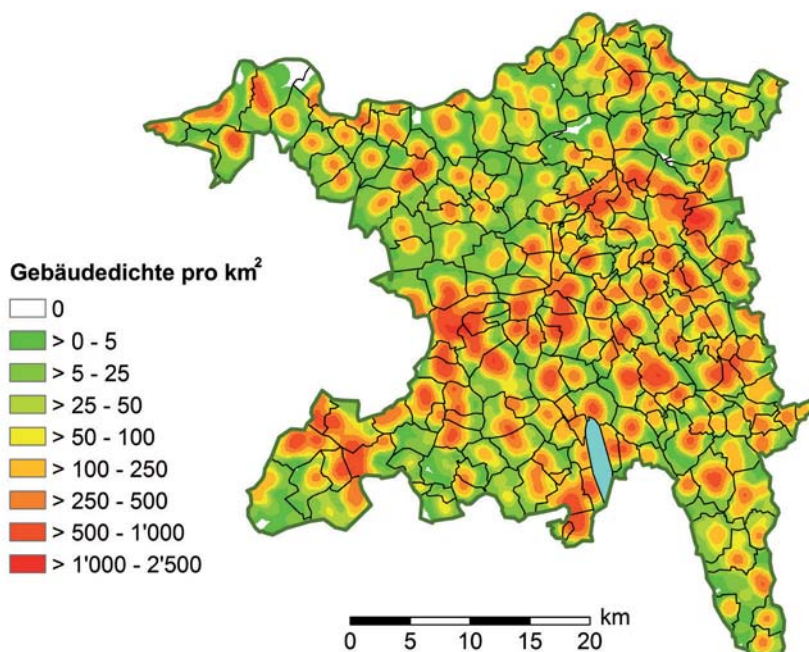 Gebäudedichte pro km²
0
> 0 - 5
> 5 - 25
> 25 - 50
> 50 - 100
> 100 - 250
> 250 - 500
> 500 - 1'000
> 1'000 - 2'500
km
0 5 10 15 20